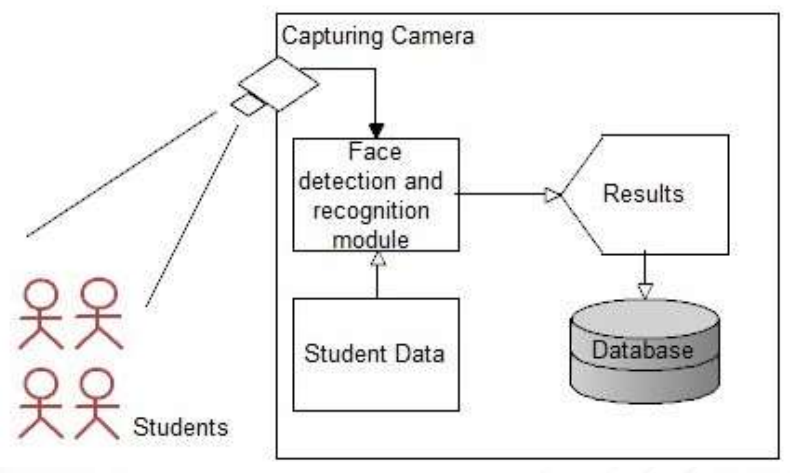 Capturing Camera
Face
detection and
recognition
module
Results
Student Data
Database
Students